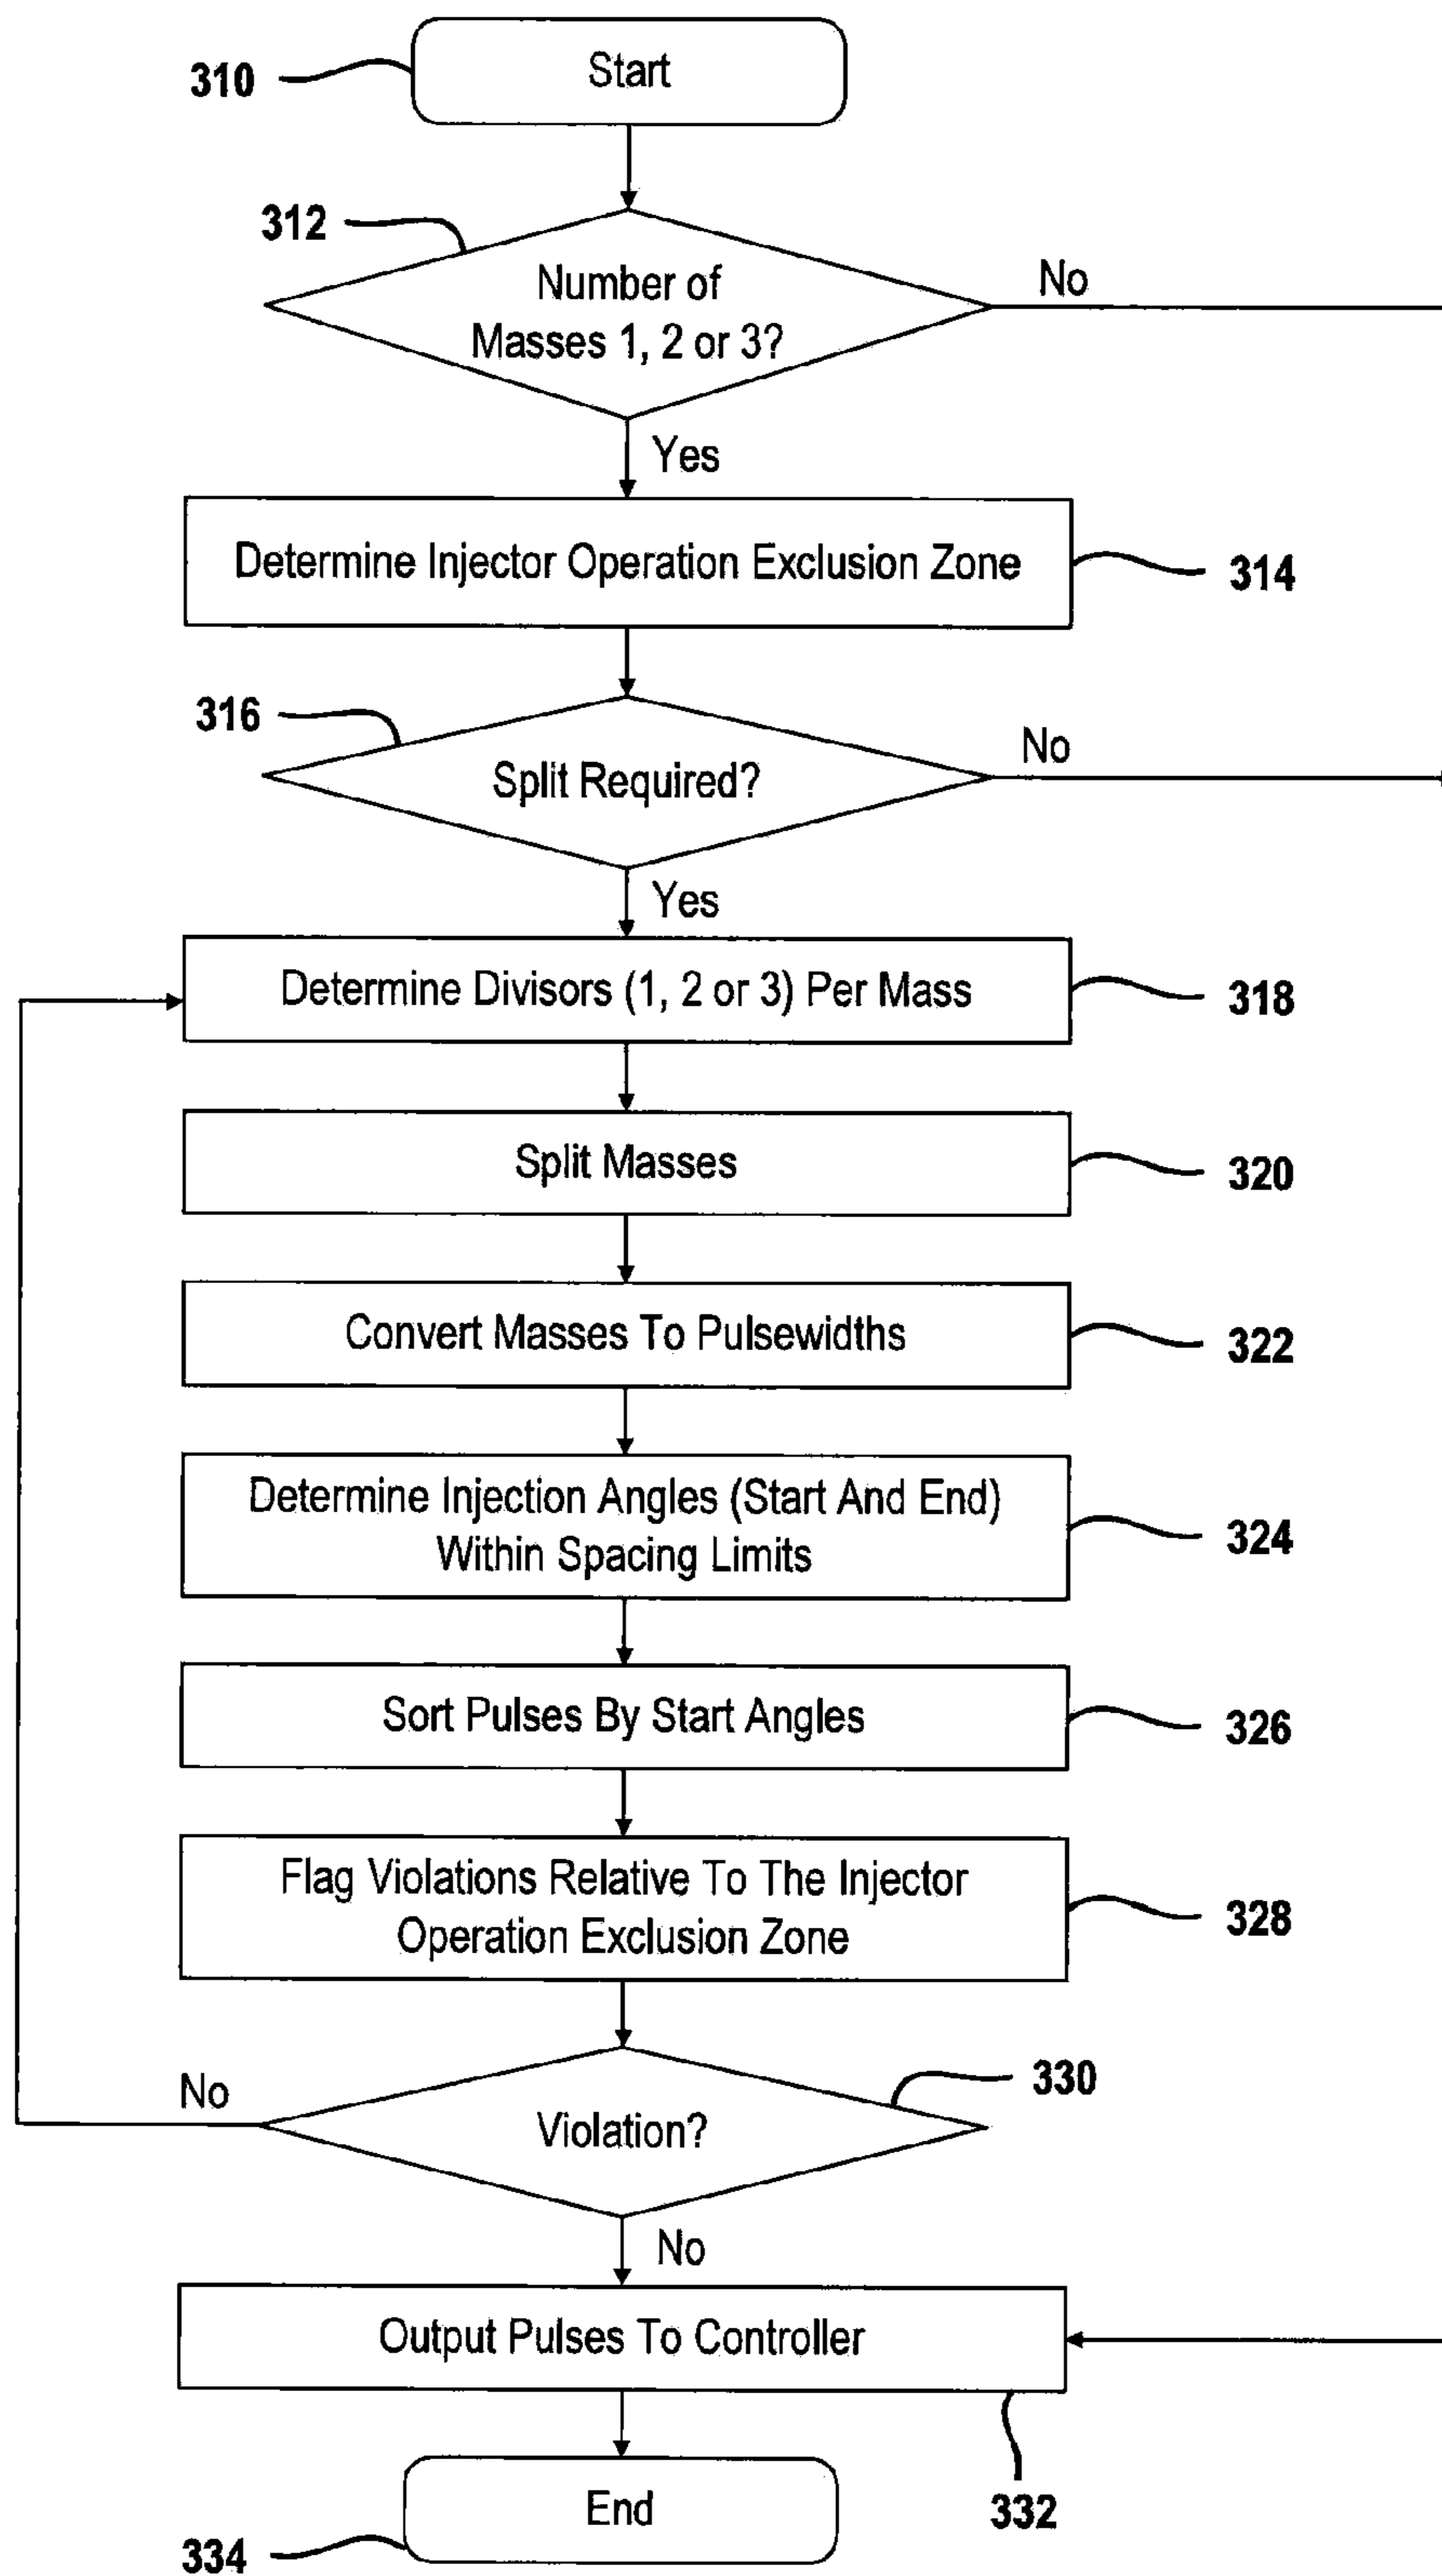 310
Start
312
Number of
Masses 1, 2 or 3?
No
Yes
Determine Injector Operation Exclusion Zone
314
316
Split Required?
No
Yes
Determine Divisors (1, 2 or 3) Per Mass
318
Split Masses
320
Convert Masses To Pulsewidths
322
Determine Injection Angles (Start And End)
Within Spacing Limits
324
Sort Pulses By Start Angles
326
Flag Violations Relative To The Injector
Operation Exclusion Zone
328
330
No
Violation?
No
Output Pulses To Controller
332
End
334